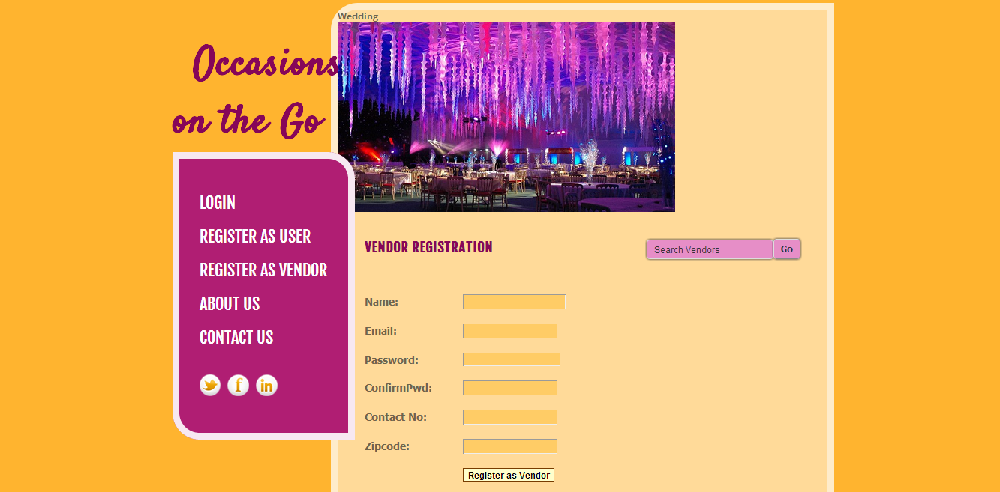 Wedding
Occasions
on the Go
LOGIN
REGISTER AS USER
REGISTER AS VENDOR
ABOUT US
CONTACT US
f
in
VENDOR REGISTRATION
Search Vendors Go
Name:
Email:
Password:
ConfirmPwd:
Contact No:
Zipcode:
Register as Vendor